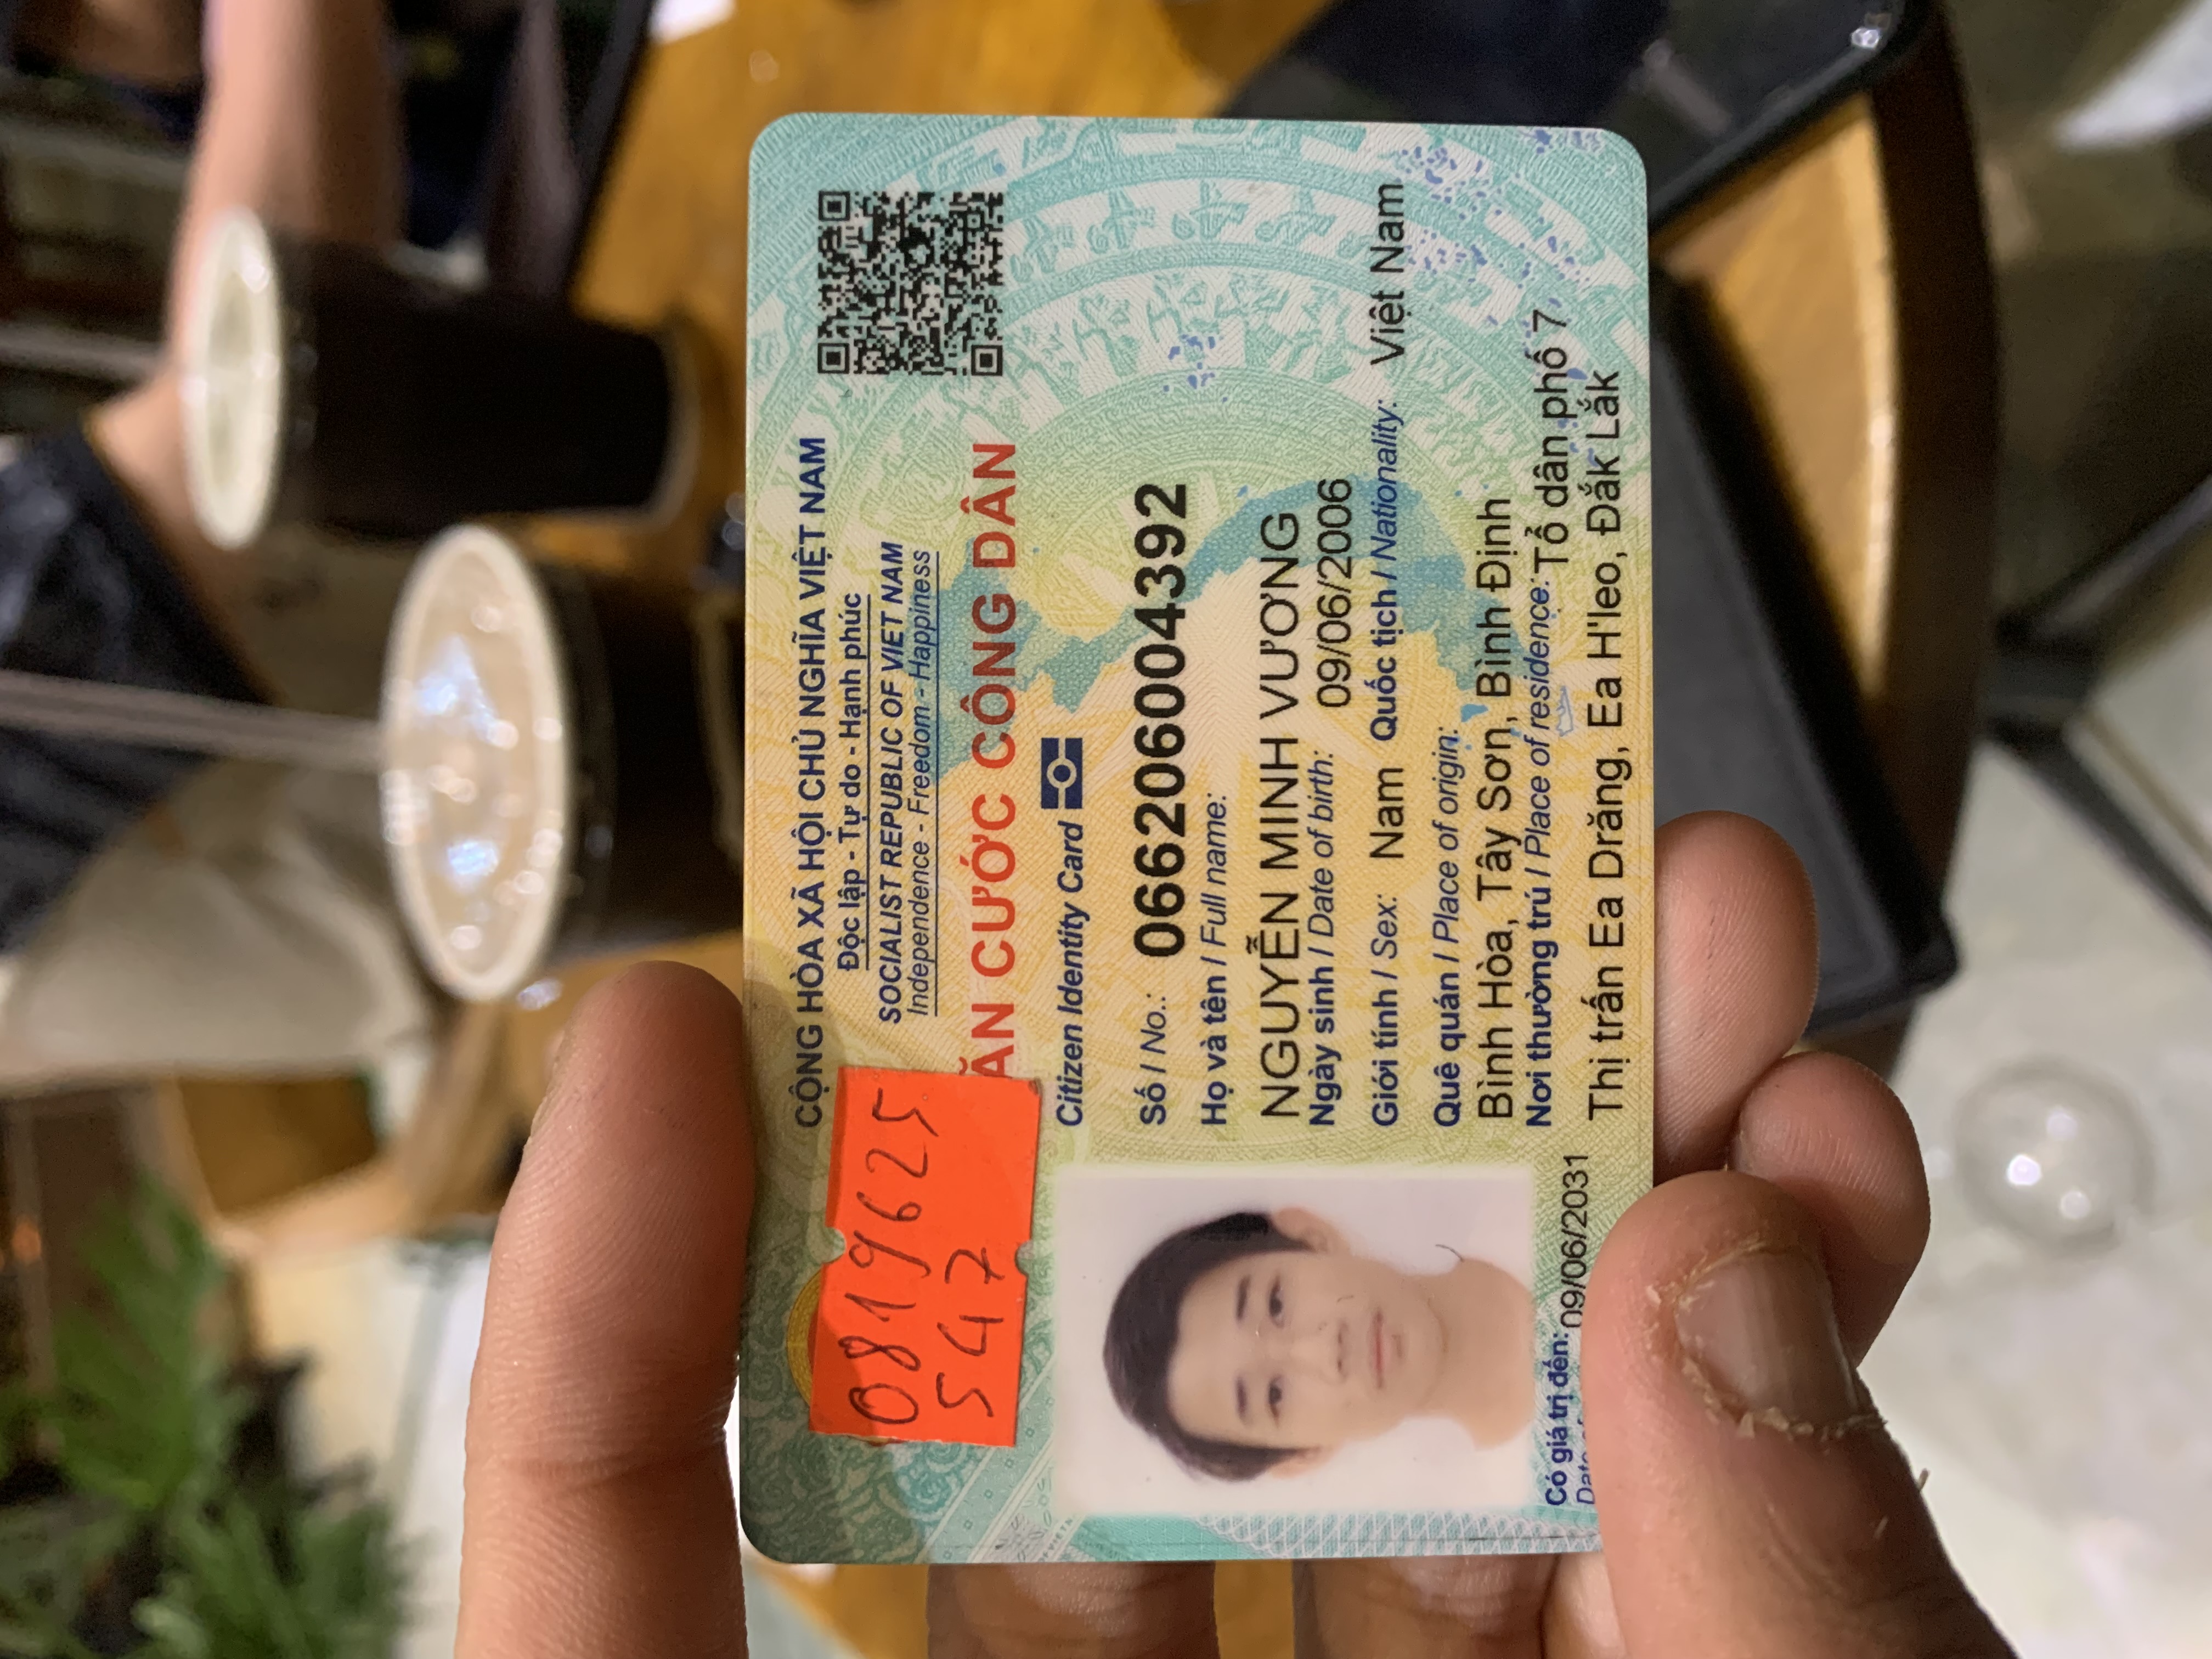 CỘNG HÒA XÃ HỘI CHỦ NGHĨA VIỆT NAM
Độc lập - Tự do - Hạnh phúc
SOCIALIST REPUBLIC OF VIET NAM
Independence - Freedom - Happiness
0819625
547
ĂN CƯỚC CÔNG DÂN
Citizen Identity Card
Số / No.: 066206004392
Họ và tên / Full name:
NGUYỄN MINH VƯƠNG
Ngày sinh / Date of birth: 09/06/2006
Giới tính / Sex: Nam Quốc tịch / Nationality: Việt Nam
Quê quán / Place of origin:
Bình Hòa, Tây Sơn, Bình Định
Nơi thường trú / Place of residence: Tổ dân phố 7
Thị trấn Ea Drăng, Ea H'leo, Đắk Lắk
Có giá trị đến: 09/06/2031
Date